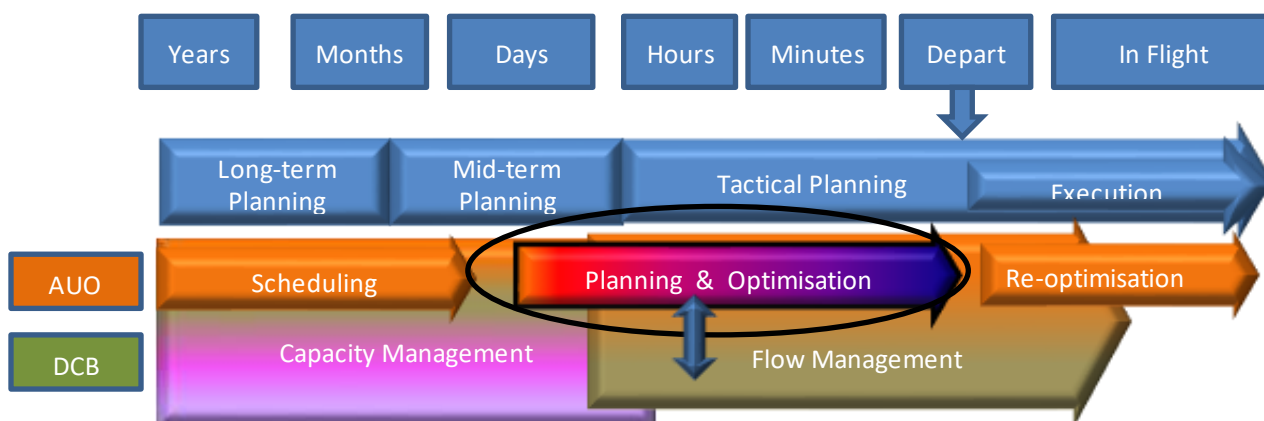 Years
Months
Days
Hours
Minutes
Depart
In Flight
Long-term
Planning
Mid-term
Planning
Tactical Planning
Execution
AUO
Scheduling
Planning & Optimisation
Re-optimisation
DCB
Capacity Management
Flow Management